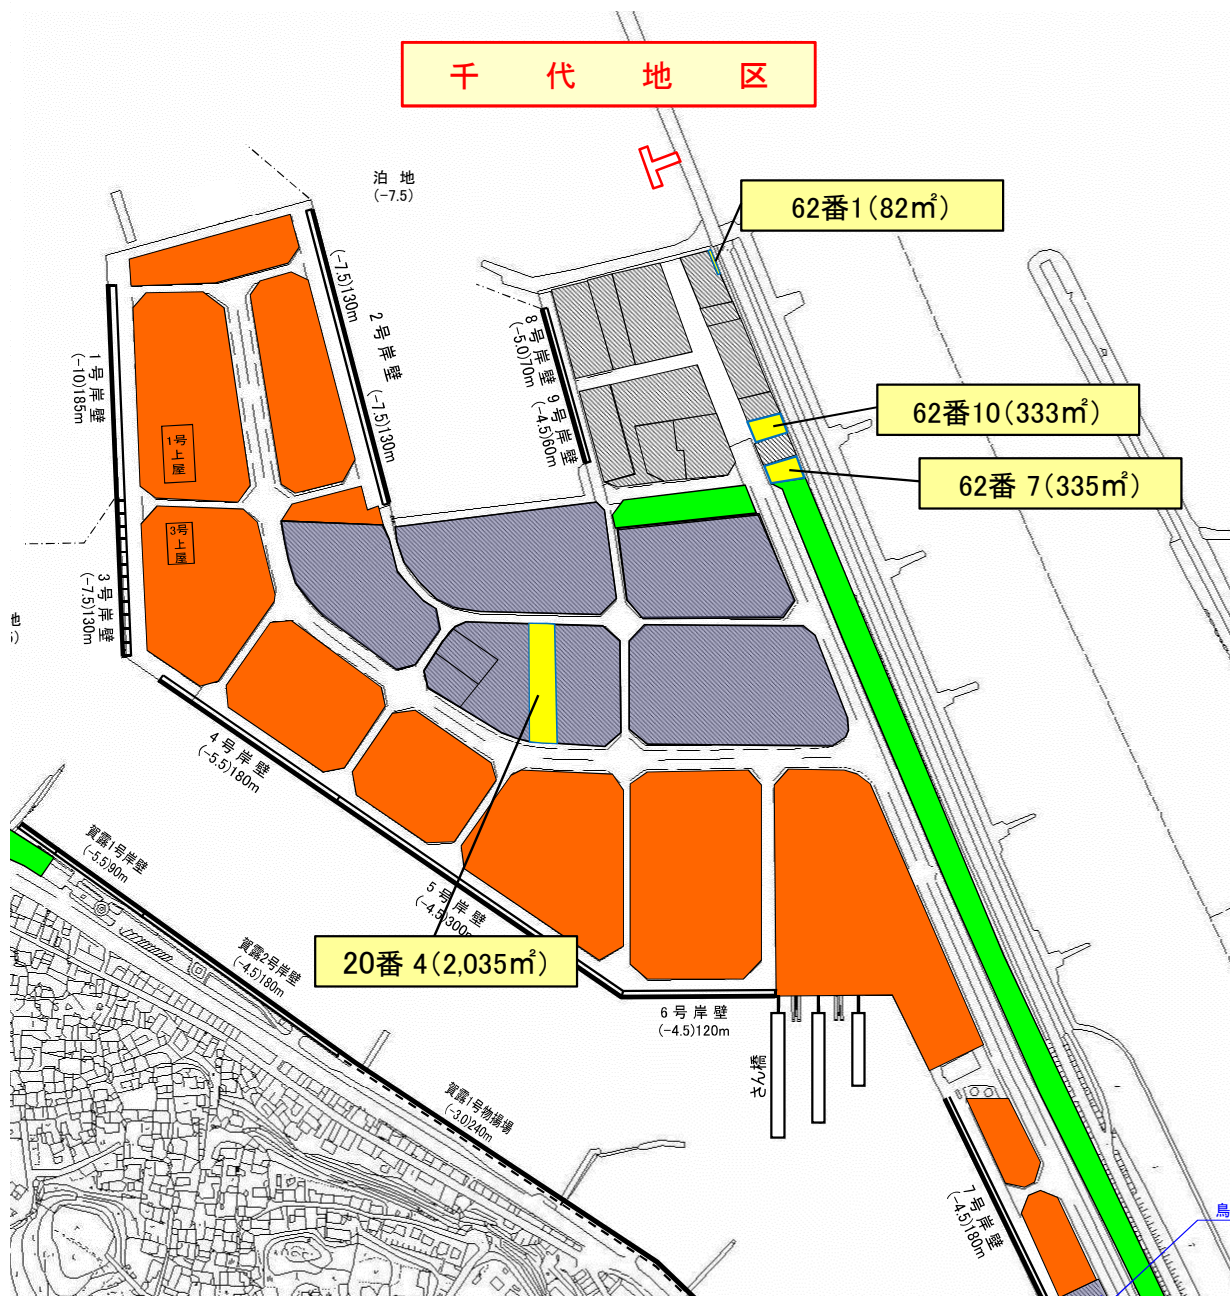 千代地区
泊地
(-7.5)
62番1(82㎡)
(-7.5)130m
2号岸壁
(-7.5)130m
8号岸壁
(-5.0)70m
9号岸壁
(-4.5)60m
1号岸壁
(-10)185m
62番10(333㎡)
1号
上
屋
62番 7(335㎡)
3号
上
屋
3号岸壁
(-7.5)130m
地
4号岸壁
(-5.5)180m
賀露1号岸壁
(-5.5)90m
5号岸壁
(-4.5)300m
賀露2号岸壁
(-4.5)180m
20番 4(2,035㎡)
6号岸壁
(-4.5)120m
さん橋
賀露1号物揚場
(-3.0)240m
7号岸壁
(-4.5)180m
鳥